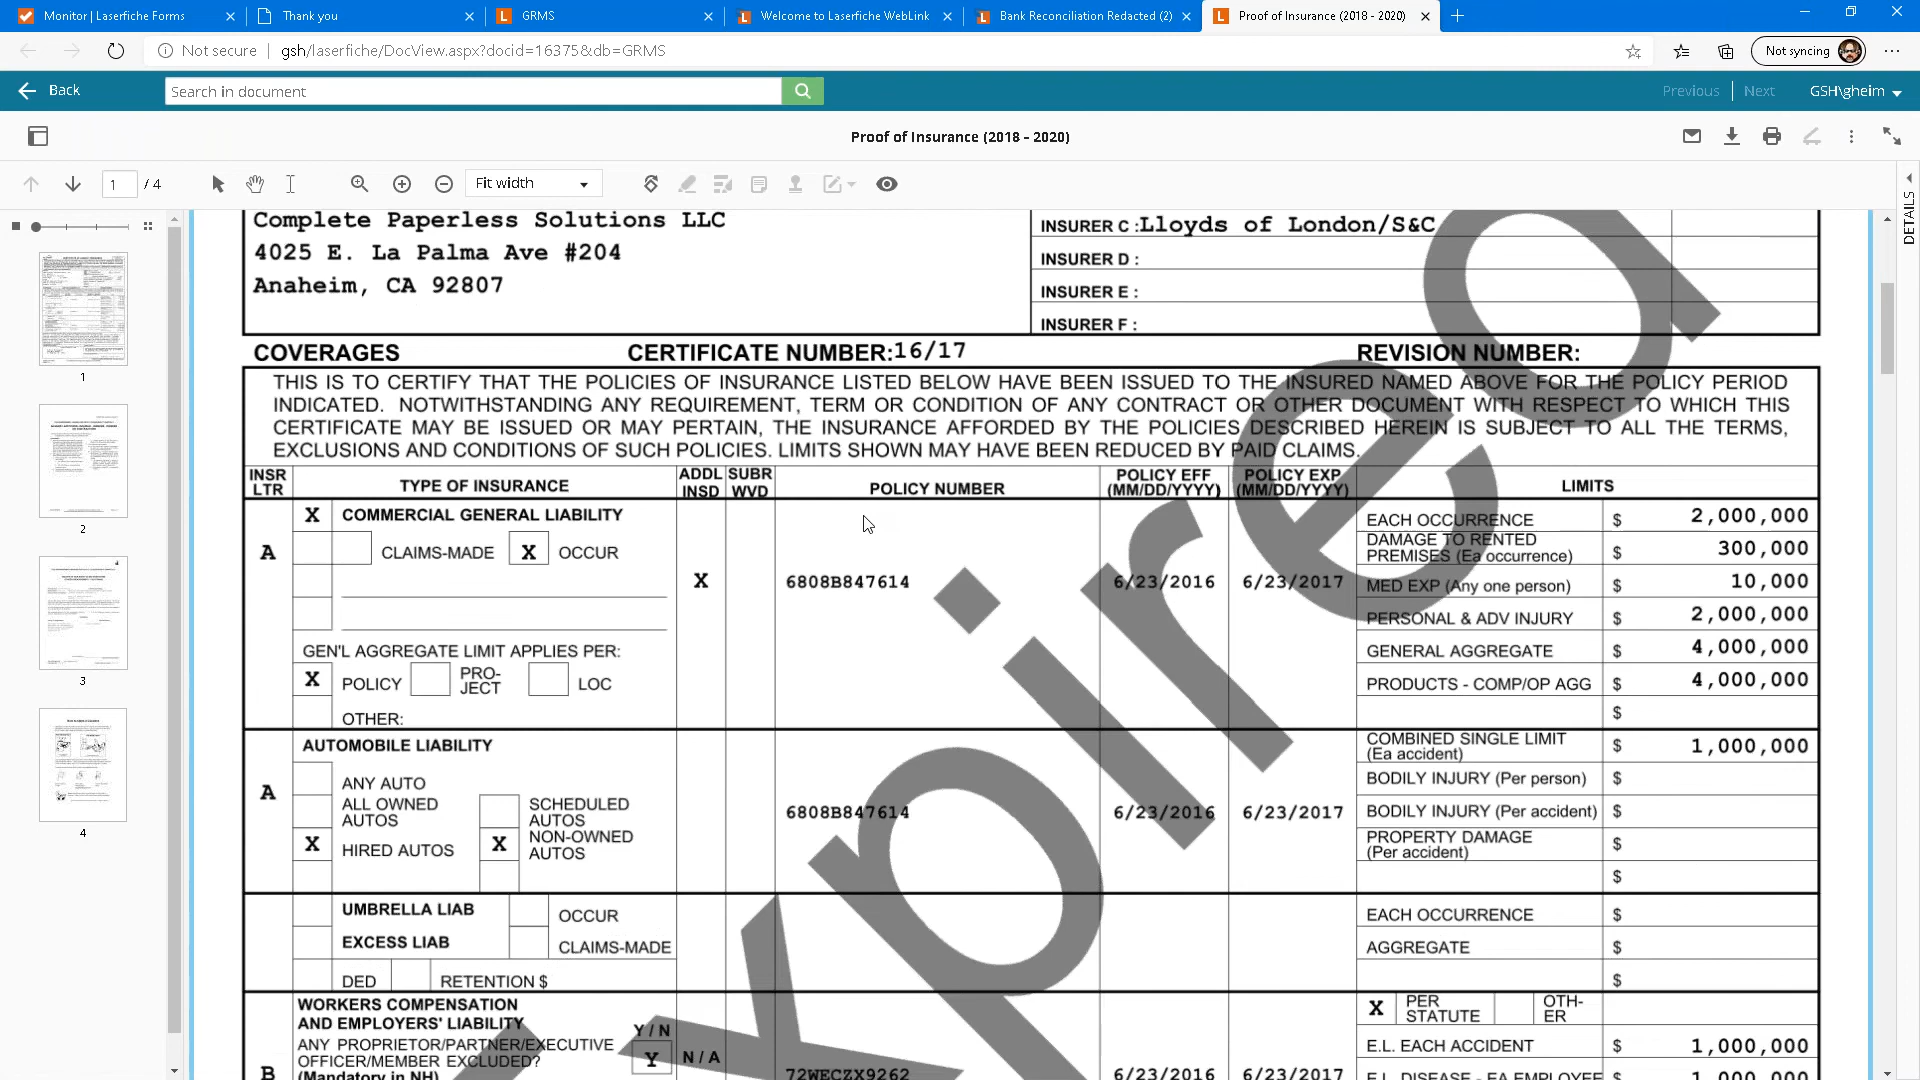 Monitor | Laserfiche Forms
Thank you
GRMS
Welcome to Laserfiche WebLink
Bank Reconciliation Redacted (2)
Proof of Insurance (2018 - 2020)
Not secure
gsh/laserfiche/DocView.aspx?docid=16375&db=GRMS
Not syncing
Back
Search in document
Previous
Next
GSH\gheim
Proof of Insurance (2018 - 2020)
1 / 4
Fit width
DETAILS
1
2
3
4
Complete Paperless Solutions LLC
4025 E. La Palma Ave #204
Anaheim, CA 92807
INSURER C : Lloyds of London/S&C
INSURER D :
INSURER E :
INSURER F :
COVERAGES CERTIFICATE NUMBER: 16/17 REVISION NUMBER:
THIS IS TO CERTIFY THAT THE POLICIES OF INSURANCE LISTED BELOW HAVE BEEN ISSUED TO THE INSURED NAMED ABOVE FOR THE POLICY PERIOD
INDICATED. NOTWITHSTANDING ANY REQUIREMENT, TERM OR CONDITION OF ANY CONTRACT OR OTHER DOCUMENT WITH RESPECT TO WHICH THIS
CERTIFICATE MAY BE ISSUED OR MAY PERTAIN, THE INSURANCE AFFORDED BY THE POLICIES DESCRIBED HEREIN IS SUBJECT TO ALL THE TERMS,
EXCLUSIONS AND CONDITIONS OF SUCH POLICIES. LIMITS SHOWN MAY HAVE BEEN REDUCED BY PAID CLAIMS.
INSR LTR
TYPE OF INSURANCE
ADDL INSD
SUBR WVD
POLICY NUMBER
POLICY EFF (MM/DD/YYYY)
POLICY EXP (MM/DD/YYYY)
LIMITS
A
X COMMERCIAL GENERAL LIABILITY
CLAIMS-MADE X OCCUR
GEN'L AGGREGATE LIMIT APPLIES PER:
X POLICY PRO-JECT LOC
OTHER:
X
6808B847614
6/23/2016
6/23/2017
EACH OCCURRENCE $ 2,000,000
DAMAGE TO RENTED PREMISES (Ea occurrence) $ 300,000
MED EXP (Any one person) $ 10,000
PERSONAL & ADV INJURY $ 2,000,000
GENERAL AGGREGATE $ 4,000,000
PRODUCTS - COMP/OP AGG $ 4,000,000
$
A
AUTOMOBILE LIABILITY
ANY AUTO
ALL OWNED AUTOS
SCHEDULED AUTOS
X HIRED AUTOS
X NON-OWNED AUTOS
6808B847614
6/23/2016
6/23/2017
COMBINED SINGLE LIMIT (Ea accident) $ 1,000,000
BODILY INJURY (Per person) $
BODILY INJURY (Per accident) $
PROPERTY DAMAGE (Per accident) $
$
UMBRELLA LIAB OCCUR
EXCESS LIAB CLAIMS-MADE
DED RETENTION $
EACH OCCURRENCE $
AGGREGATE $
$
B
WORKERS COMPENSATION
AND EMPLOYERS' LIABILITY
Y / N
ANY PROPRIETOR/PARTNER/EXECUTIVE
OFFICER/MEMBER EXCLUDED?
Y
N / A
(Mandatory in NH)
72WECZX9262
6/23/2016
6/23/2017
X PER STATUTE OTH-ER
E.L. EACH ACCIDENT $ 1,000,000
E.L. DISEASE - EA EMPLOYEE $ 1,000,000
Expired